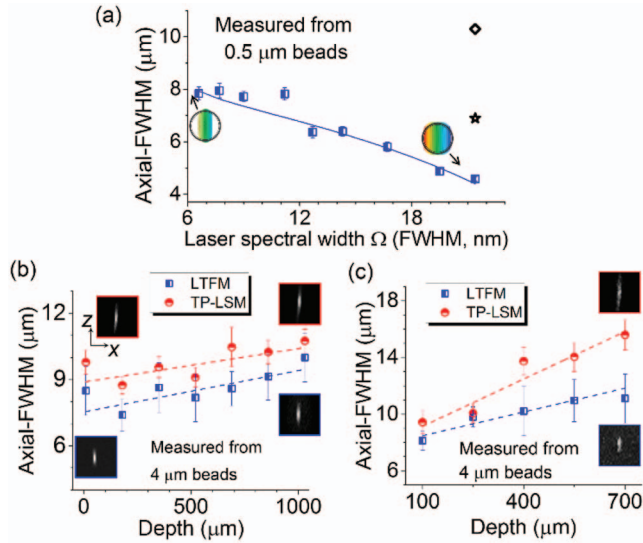 (a)
Measured from
0.5 μm beads
Axial-FWHM (μm)
10
8
6
4
6
12
18
Laser spectral width Ω (FWHM, nm)
(b)
LTFM
TP-LSM
Z
X
Axial-FWHM (μm)
12
9
6
Measured from
4 μm beads
0
500
1000
Depth (μm)
(c)
LTFM
TP-LSM
Axial-FWHM (μm)
18
14
10
6
Measured from
4 μm beads
100
400
700
Depth (μm)